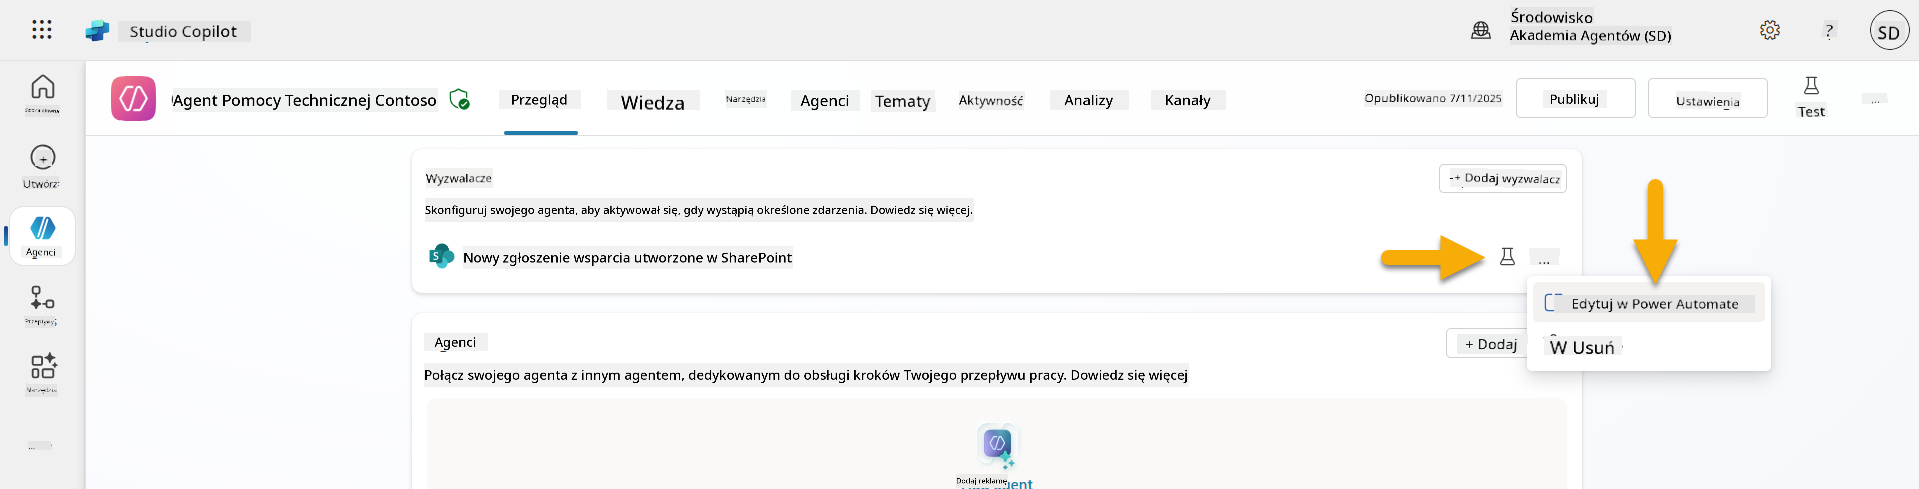 Studio Copilot
Środowisko
Akademia Agentów (SD)
?
SD
Agent Pomocy Technicznej Contoso
Przegląd
Wiedza
Narzędzia
Agenci
Tematy
Aktywność
Analizy
Kanały
Opublikowano 7/11/2025
Publikuj
Ustawienia
Test
...
Utwórz
Agenci
Wyzwalacze
+ Dodaj wyzwalacz
Skonfiguruj swojego agenta, aby aktywował się, gdy wystąpią określone zdarzenia. Dowiedz się więcej.
Nowy zgłoszenie wsparcia utworzone w SharePoint
...
Edytuj w Power Automate
W Usuń
Agenci
+ Dodaj
Połącz swojego agenta z innym agentem, dedykowanym do obsługi kroków Twojego przepływu pracy. Dowiedz się więcej
Dodaj reklamę